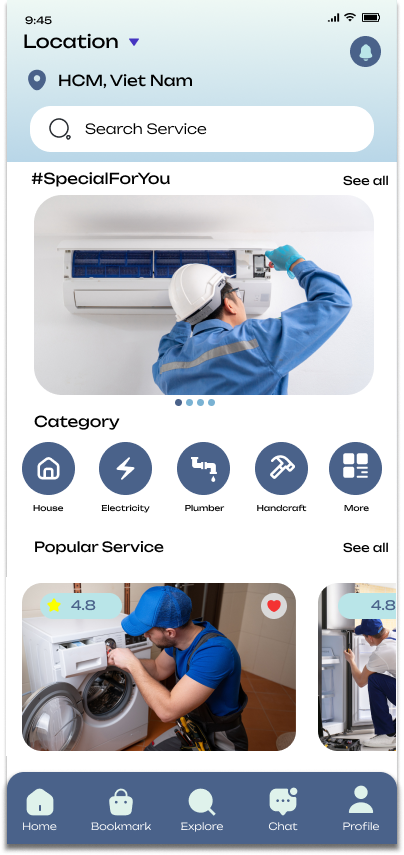 9:45
Location
HCM, Viet Nam
Search Service
#SpecialForYou See all
Category
House Electricity Plumber Handcraft More
Popular Service See all
4.8 4.8
Home Bookmark Explore Chat Profile